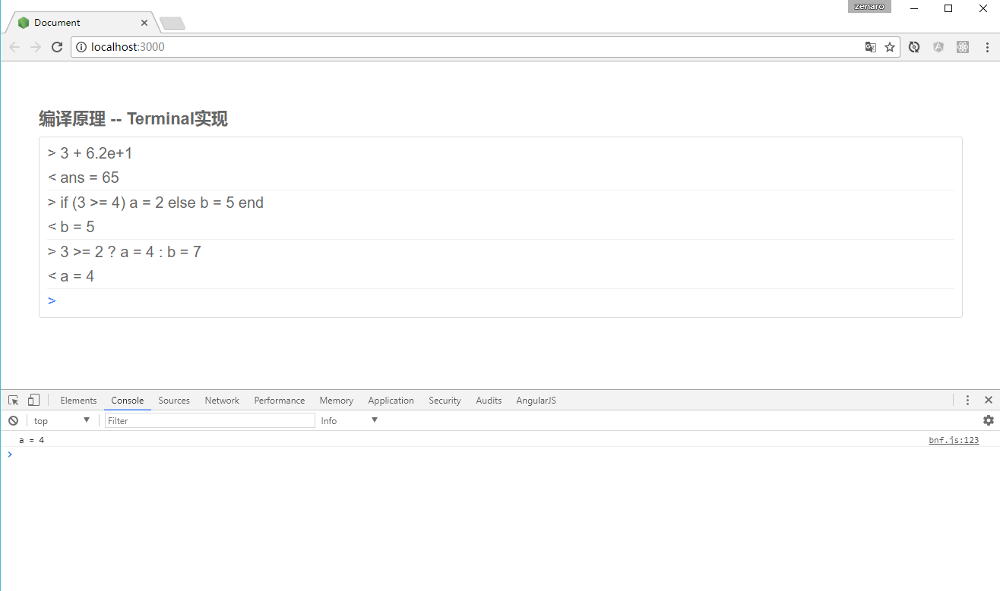 zenaro
Document
localhost:3000
编译原理 -- Terminal实现
> 3 + 6.2e+1
< ans = 65
> if (3 >= 4) a = 2 else b = 5 end
< b = 5
> 3 >= 2 ? a = 4 : b = 7
< a = 4
>
Elements Console Sources Network Performance Memory Application Security Audits AngularJS
top Filter Info
a = 4 bnf.js:123
>